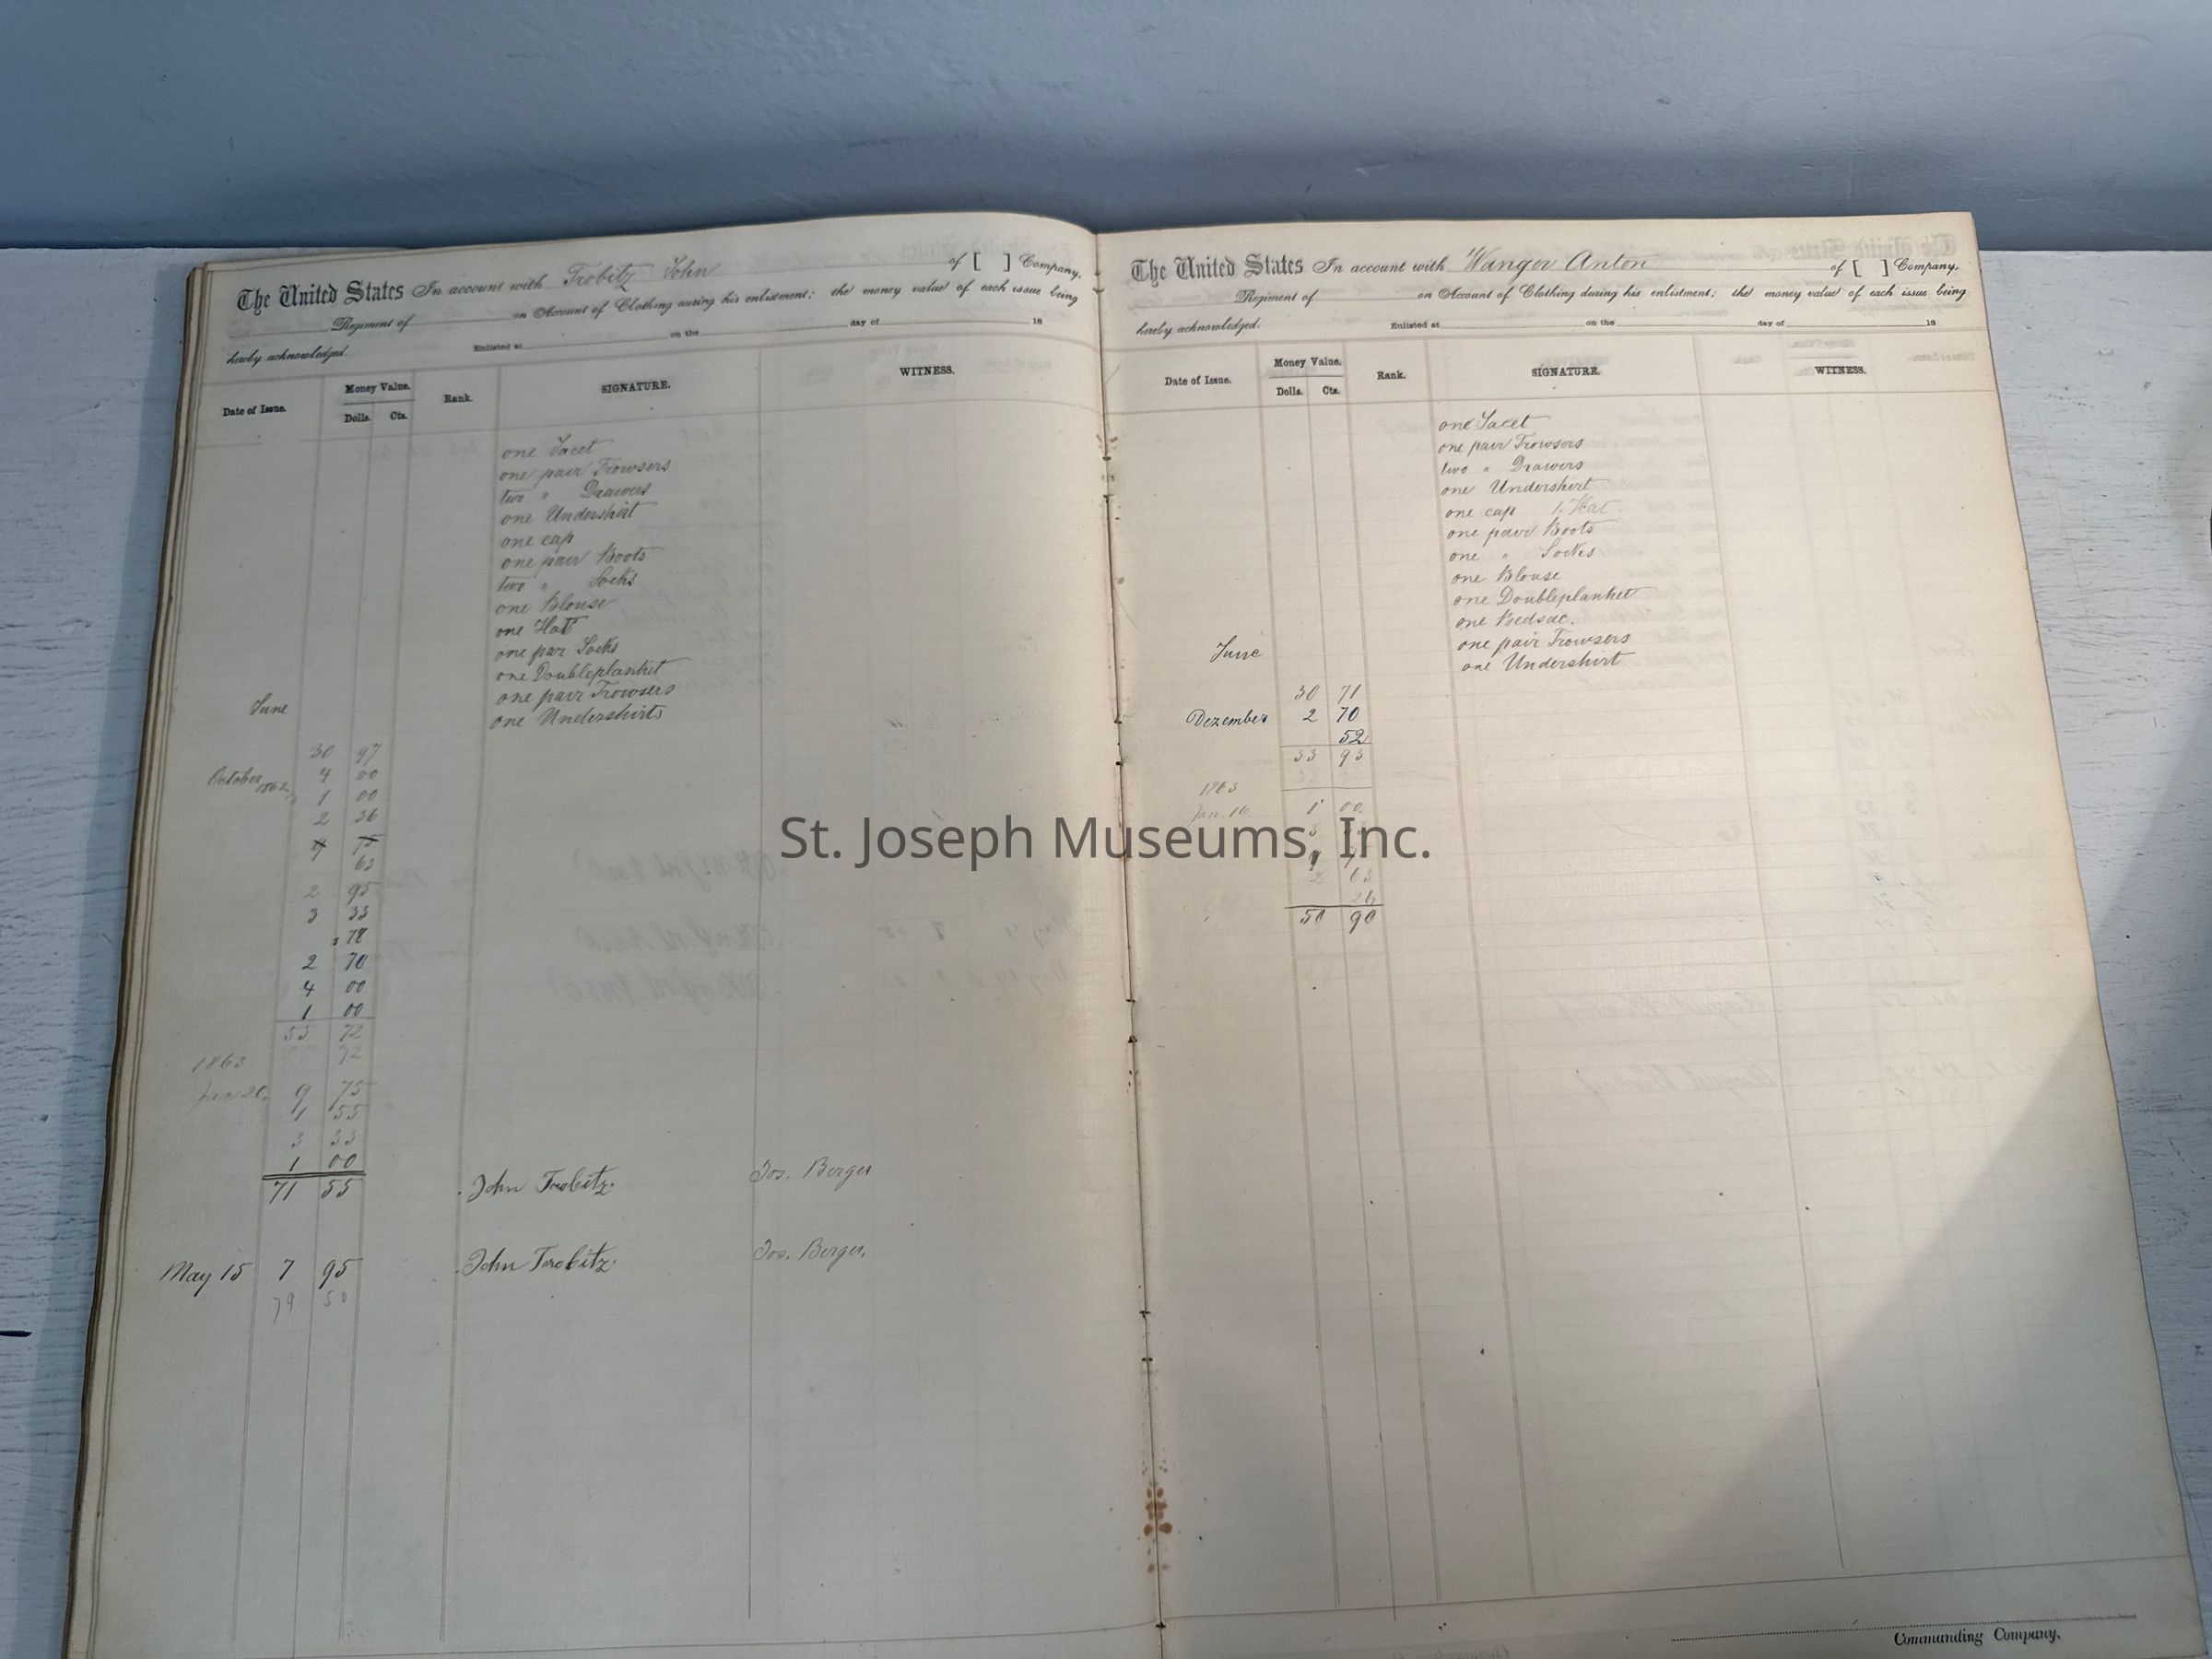 The United States In account with Trobitz John of [ ] Company,
Regiment of on Account of Clothing during his enlistment; the money value of each issue being
hereby acknowledged. Enlisted at on the day of 18
Date of Issue. Money Value. Rank. SIGNATURE. WITNESS.
Dolls. Cts.
one Jacet
one pair Trowsers
two " Drawers
one Undershirt
one cap
one pair Boots
two " Socks
one Blouse
one Hat
one par Socks
one Doubleplanket
one pair Trowsers
June one Undershirts
30 97
October 1862 4 00
1 00
2 36
63
2 95
3 33
78
2 70
4 00
1 00
55 72
72
1863
Jan 20. 9 75
1 55
3 33
1 00
71 55 John Trobitz. Jos. Berger
May 15 7 95 John Trobitz. Jos. Berger.
79 50
The United States In account with Wanger Anton of [ ] Company,
Regiment of on Account of Clothing during his enlistment; the money value of each issue being
hereby acknowledged. Enlisted at on the day of 18
Date of Issue. Money Value. Rank. SIGNATURE. WITNESS.
Dolls. Cts.
one Jacet
one pair Trowsers
two " Drawers
one Undershirt
one cap 1 Hat
one pair Boots
one " Socks
one Blouse
one Doubleplanket
one Bedsac.
June one pair Trowsers
one Undershirt
30 71
Dezember 2 70
52
33 93
1863
Jan. 16. 1 00
2 63
26
50 90
Commanding Company.
St. Joseph Museums, Inc.